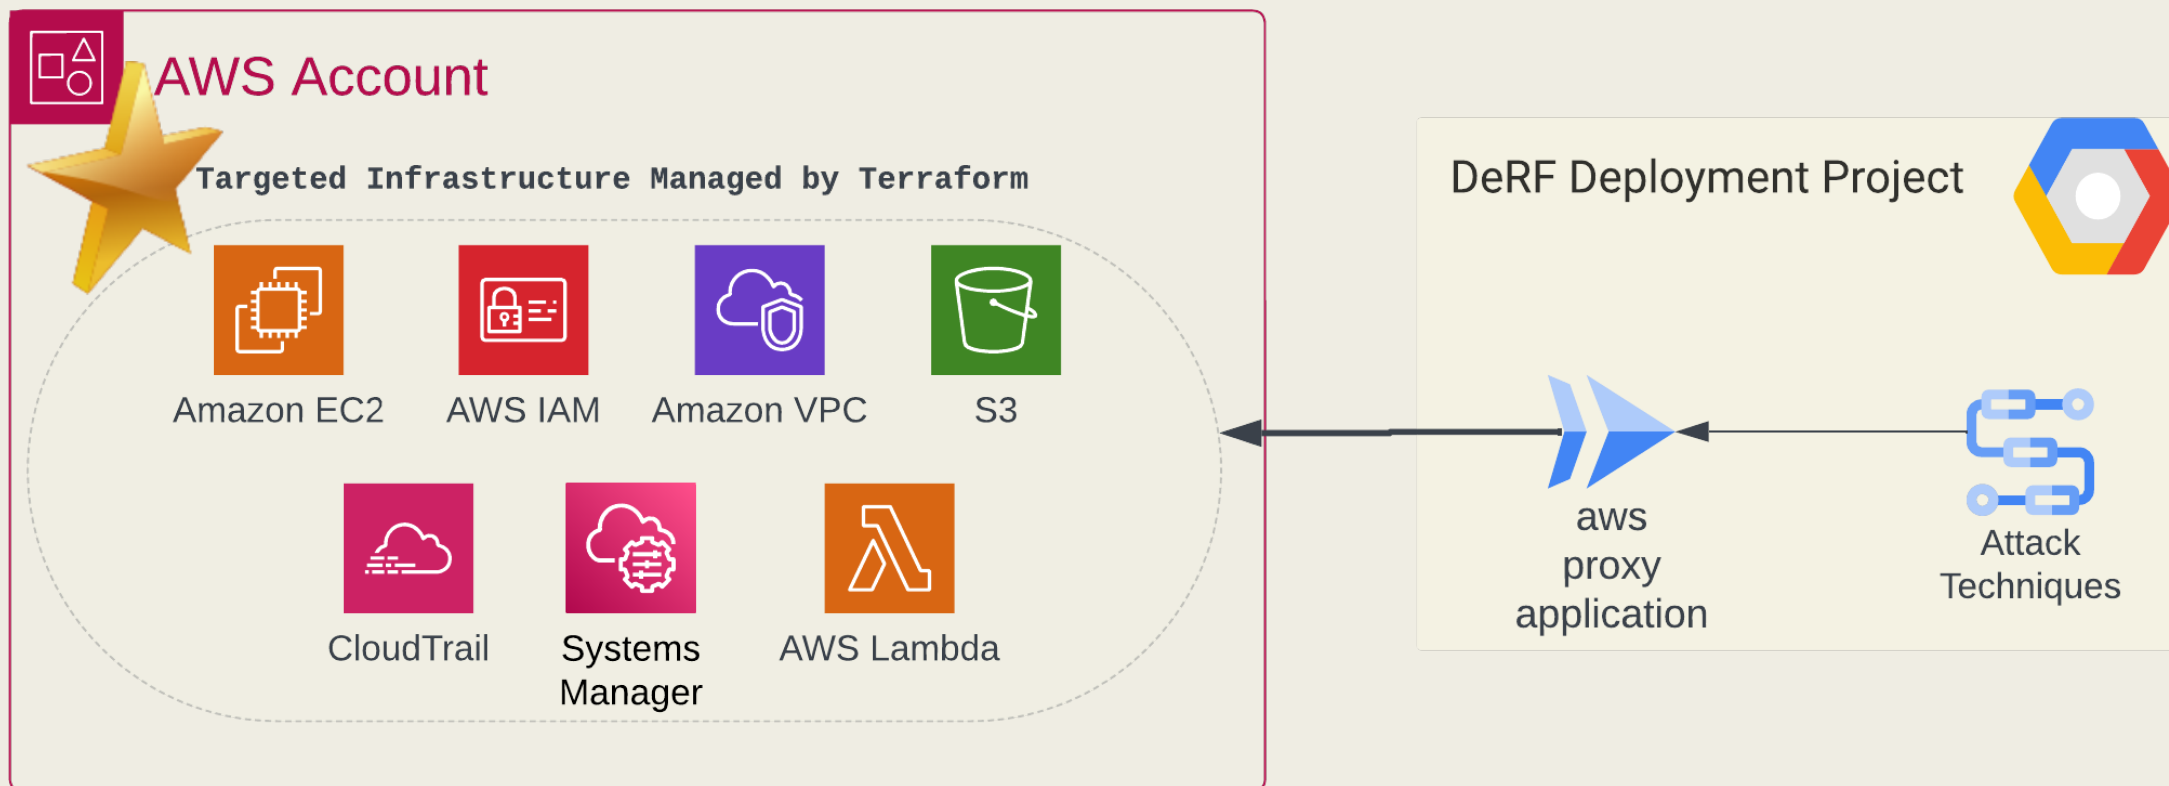 AWS Account
Targeted Infrastructure Managed by Terraform
Amazon EC2
AWS IAM
Amazon VPC
S3
CloudTrail
Systems
Manager
AWS Lambda
DeRF Deployment Project
aws
proxy
application
Attack
Techniques